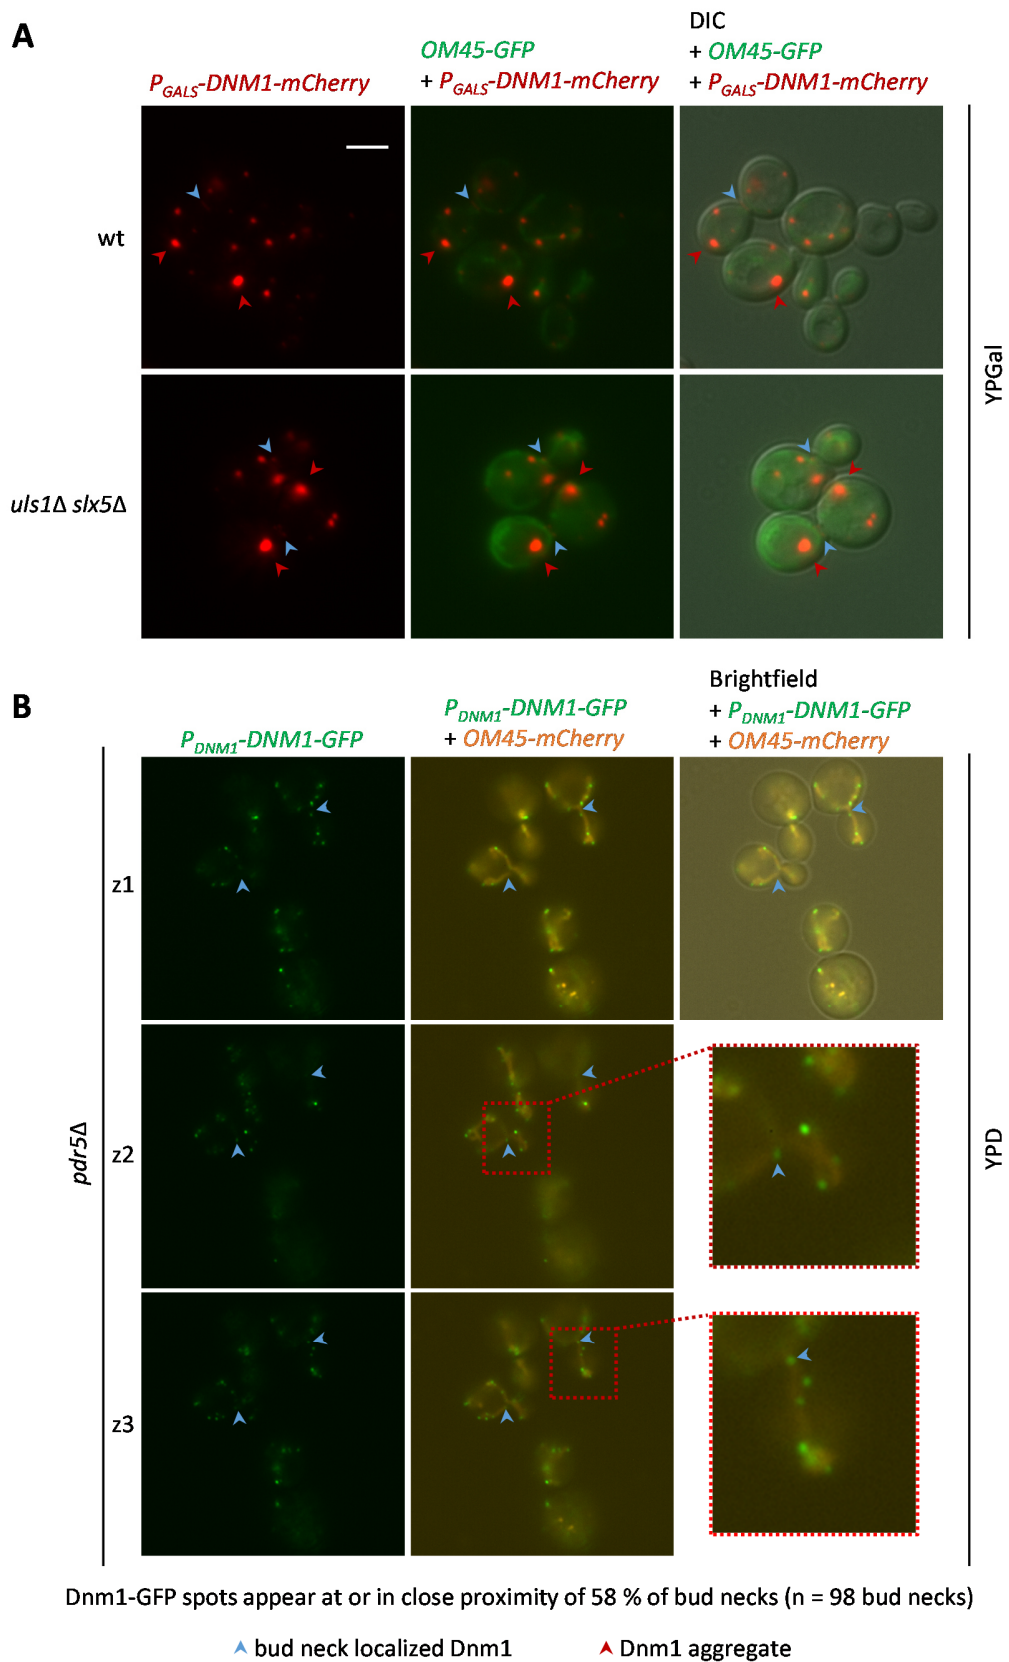 A
P_GALS-DNM1-mCherry
OM45-GFP
+ P_GALS-DNM1-mCherry
DIC
+ OM45-GFP
+ P_GALS-DNM1-mCherry
wt
uls1Δ slx5Δ
YPGal
B
P_DNM1-DNM1-GFP
P_DNM1-DNM1-GFP
+ OM45-mCherry
Brightfield
+ P_DNM1-DNM1-GFP
+ OM45-mCherry
z1
z2
z3
pdr5Δ
YPD
Dnm1-GFP spots appear at or in close proximity of 58 % of bud necks (n = 98 bud necks)
bud neck localized Dnm1
Dnm1 aggregate